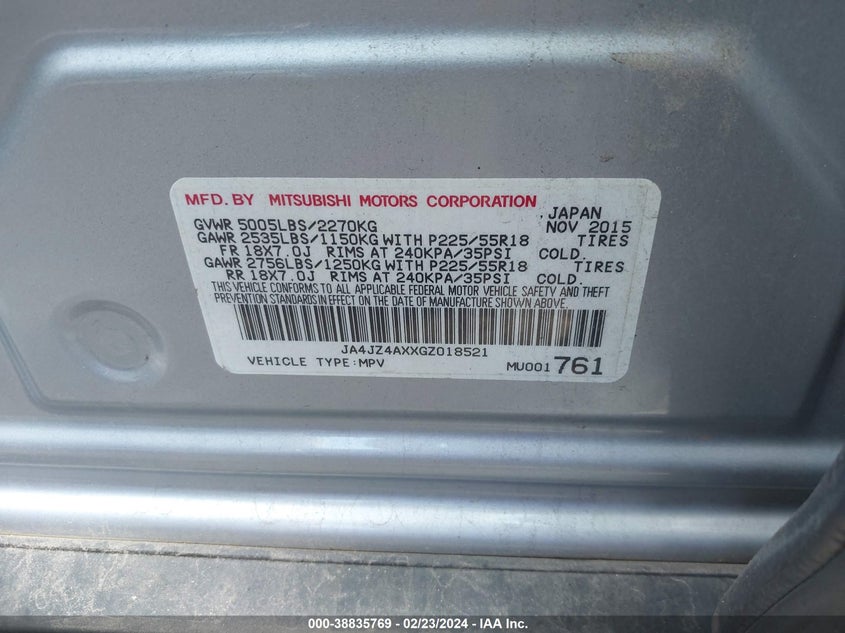 MFD. BY MITSUBISHI MOTORS CORPORATION
JAPAN
GVWR 5005LBS/2270KG NOV 2015
GAWR 2535LBS/1150KG WITH P225/55R18 TIRES
FR 18X7.0J RIMS AT 240KPA/35PSI COLD.
GAWR 2756LBS/1250KG WITH P225/55R18 TIRES
RR 18X7.0J RIMS AT 240KPA/35PSI COLD.
THIS VEHICLE CONFORMS TO ALL APPLICABLE FEDERAL MOTOR VEHICLE SAFETY AND THEFT
PREVENTION STANDARDS IN EFFECT ON THE DATE OF MANUFACTURE SHOWN ABOVE.
JA4JZ4AXXGZ018521
VEHICLE TYPE:MPV MU001761
000-38835769 - 02/23/2024 - IAA Inc.